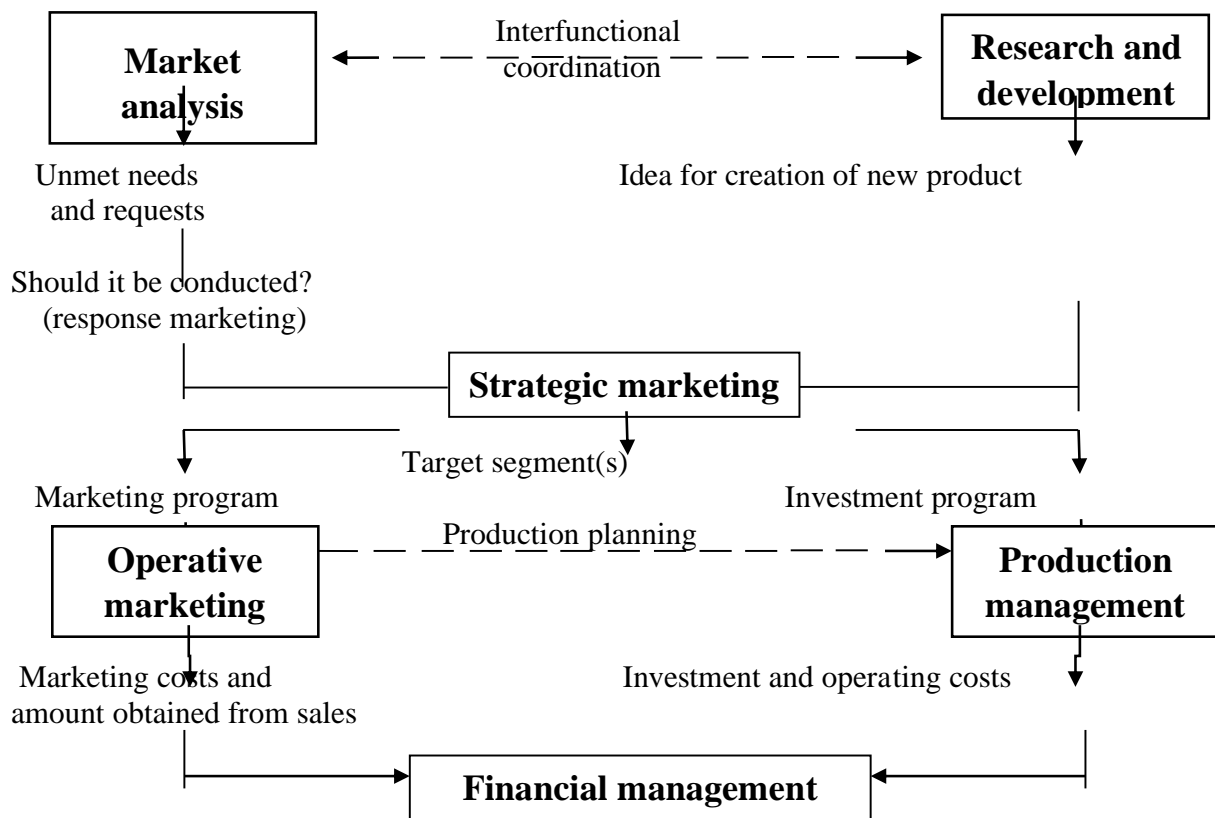 Market
analysis
Interfunctional
coordination
Research and
development
Unmet needs
and requests
Idea for creation of new product
Should it be conducted?
(response marketing)
Strategic marketing
Target segment(s)
Marketing program
Investment program
Operative
marketing
Production planning
Production
management
Marketing costs and
amount obtained from sales
Investment and operating costs
Financial management